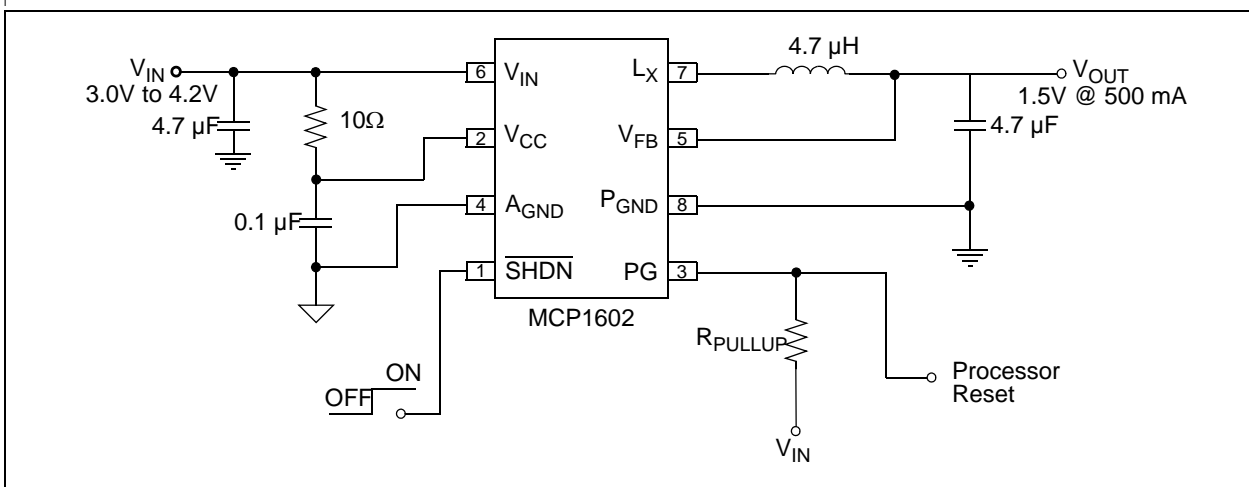 4.7 µH
V_IN
3.0V to 4.2V
6 V_IN
L_X 7
V_OUT
1.5V @ 500 mA
4.7 µF
10Ω
2 V_CC
V_FB 5
4.7 µF
0.1 µF
4 A_GND
P_GND 8
1 SHDN
PG 3
MCP1602
R_PULLUP
OFF ON
Processor
Reset
V_IN